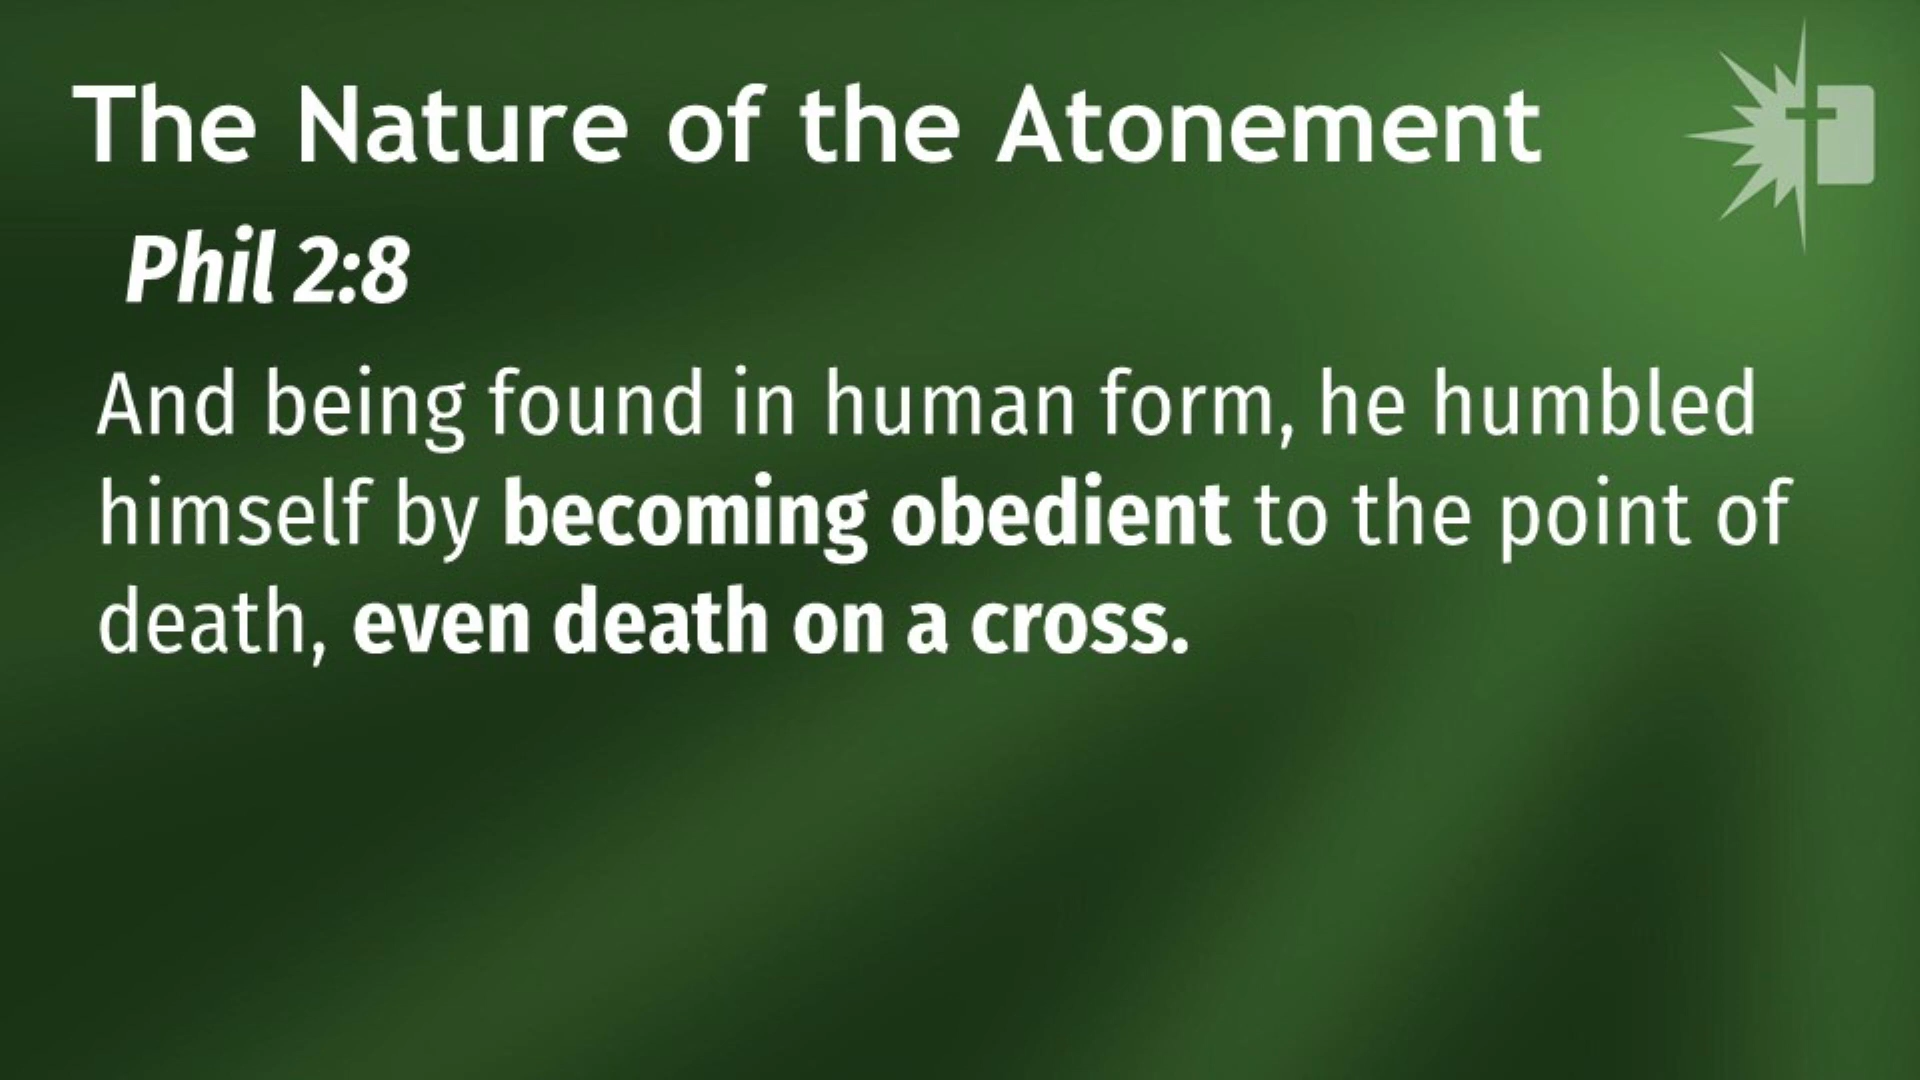 The Nature of the Atonement
Phil 2:8
And being found in human form, he humbled
himself by becoming obedient to the point of
death, even death on a cross.